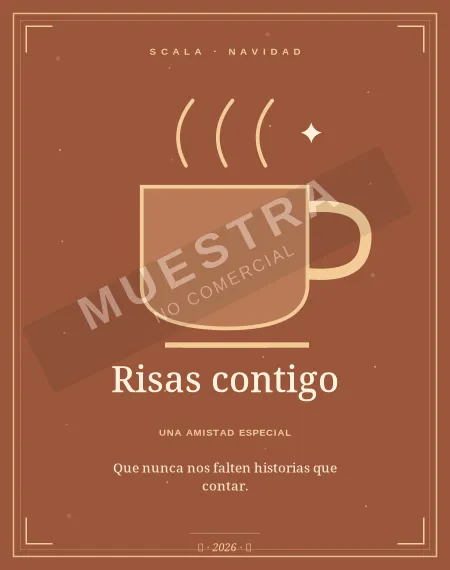 SCALA · NAVIDAD
MUESTRA
NO COMERCIAL
Risas contigo
UNA AMISTAD ESPECIAL
Que nunca nos falten historias que
contar.
· 2026 ·